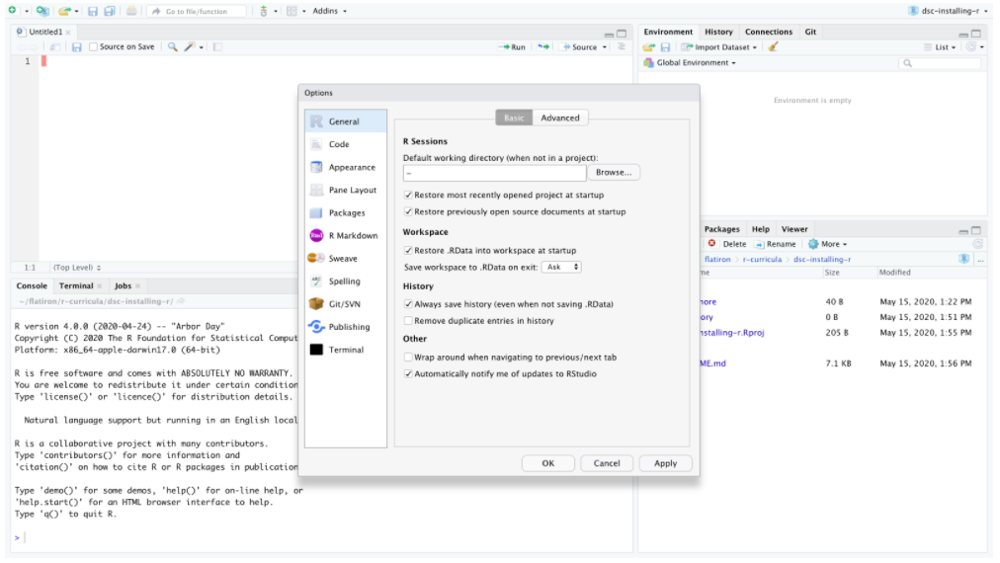 Go to file/function
Addins
dsc-installing-r
Untitled1
Source on Save
Run
Source
1
1:1 (Top Level)
Console Terminal Jobs
~/flatiron/r-curricula/dsc-installing-r/
R version 4.0.0 (2020-04-24) -- "Arbor Day"
Copyright (C) 2020 The R Foundation for Statistical Comput
Platform: x86_64-apple-darwin17.0 (64-bit)
R is free software and comes with ABSOLUTELY NO WARRANTY.
You are welcome to redistribute it under certain condition
Type 'license()' or 'licence()' for distribution details.
Natural language support but running in an English local
R is a collaborative project with many contributors.
Type 'contributors()' for more information and
'citation()' on how to cite R or R packages in publication
Type 'demo()' for some demos, 'help()' for on-line help, or
'help.start()' for an HTML browser interface to help.
Type 'q()' to quit R.
>
Options
General
Code
Appearance
Pane Layout
Packages
R Markdown
Sweave
Spelling
Git/SVN
Publishing
Terminal
Basic Advanced
R Sessions
Default working directory (when not in a project):
~ Browse...
Restore most recently opened project at startup
Restore previously open source documents at startup
Workspace
Restore .RData into workspace at startup
Save workspace to .RData on exit: Ask
History
Always save history (even when not saving .RData)
Remove duplicate entries in history
Other
Wrap around when navigating to previous/next tab
Automatically notify me of updates to RStudio
OK Cancel Apply
Environment History Connections Git
Import Dataset List
Global Environment
Environment is empty
Packages Help Viewer
Delete Rename More
flatiron r-curricula dsc-installing-r ...
me Size Modified
nore 40 B May 15, 2020, 1:22 PM
ory 0 B May 15, 2020, 1:51 PM
nstalling-r.Rproj 205 B May 15, 2020, 1:55 PM
ME.md 7.1 KB May 15, 2020, 1:56 PM